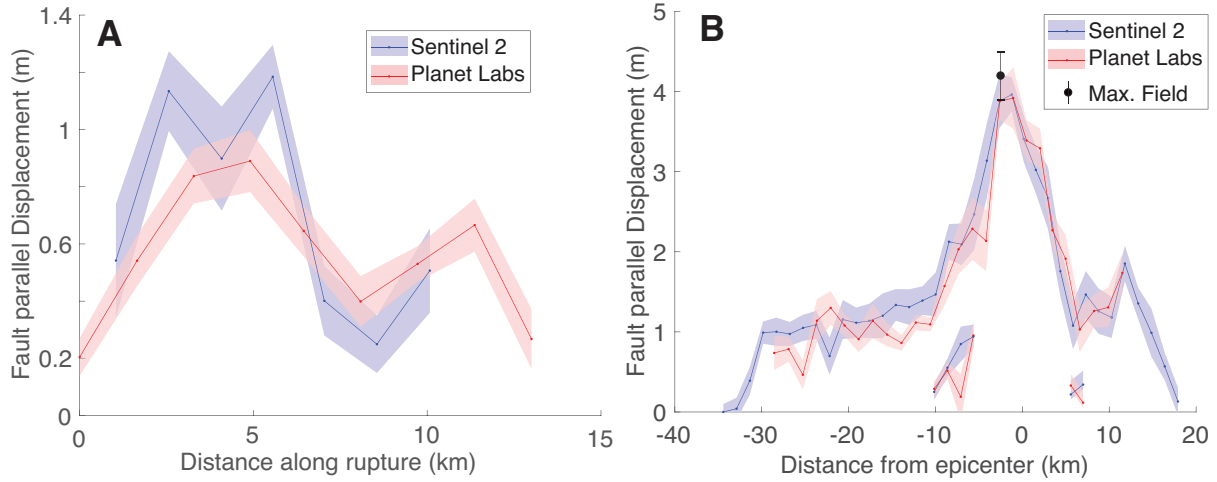 A
Fault parallel Displacement (m)
1.4
1
0.6
0.2
0
Sentinel 2
Planet Labs
0 5 10 15
Distance along rupture (km)
B
Fault parallel Displacement (m)
5
4
3
2
1
0
Sentinel 2
Planet Labs
Max. Field
-40 -30 -20 -10 0 10 20
Distance from epicenter (km)